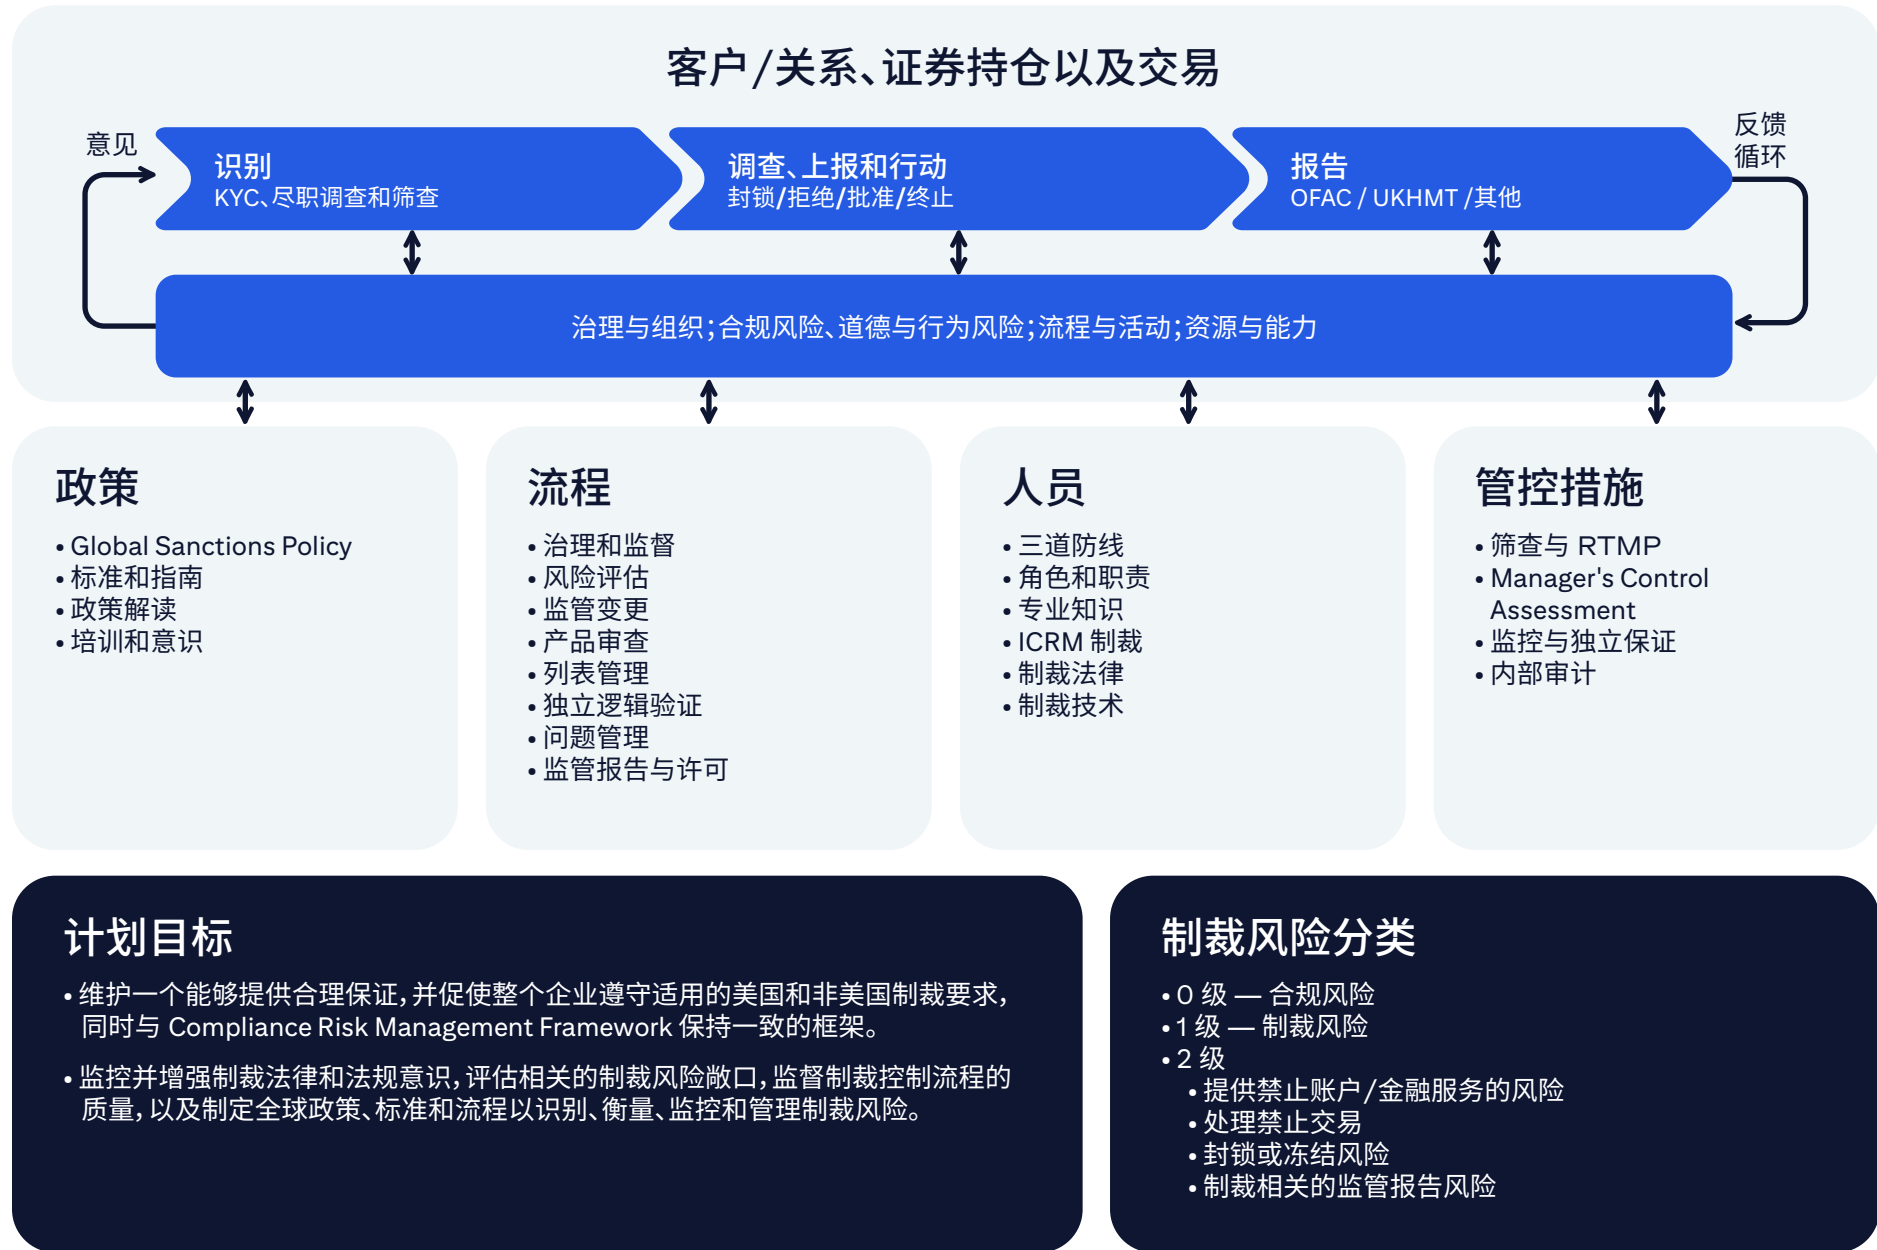 客户/关系、证券持仓以及交易
意见
反馈
循环
识别
KYC、尽职调查和筛查
调查、上报和行动
封锁/拒绝/批准/终止
报告
OFAC / UKHMT /其他
治理与组织；合规风险、道德与行为风险；流程与活动；资源与能力
政策
• Global Sanctions Policy
• 标准和指南
• 政策解读
• 培训和意识
流程
• 治理和监督
• 风险评估
• 监管变更
• 产品审查
• 列表管理
• 独立逻辑验证
• 问题管理
• 监管报告与许可
人员
• 三道防线
• 角色和职责
• 专业知识
• ICRM 制裁
• 制裁法律
• 制裁技术
管控措施
• 筛查与 RTMP
• Manager's Control
Assessment
• 监控与独立保证
• 内部审计
计划目标
• 维护一个能够提供合理保证，并促使整个企业遵守适用的美国和非美国制裁要求，
同时与 Compliance Risk Management Framework 保持一致的框架。
• 监控并增强制裁法律和法规意识，评估相关的制裁风险敞口，监督制裁控制流程的
质量，以及制定全球政策、标准和流程以识别、衡量、监控和管理制裁风险。
制裁风险分类
• 0 级 — 合规风险
• 1 级 — 制裁风险
• 2 级
• 提供禁止账户/金融服务的风险
• 处理禁止交易
• 封锁或冻结风险
• 制裁相关的监管报告风险